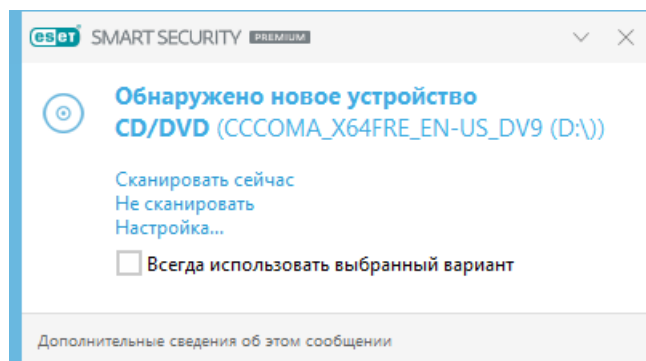 eset SMART SECURITY PREMIUM
Обнаружено новое устройство
CD/DVD (CCCOMA_X64FRE_EN-US_DV9 (D:\))
Сканировать сейчас
Не сканировать
Настройка...
Всегда использовать выбранный вариант
Дополнительные сведения об этом сообщении